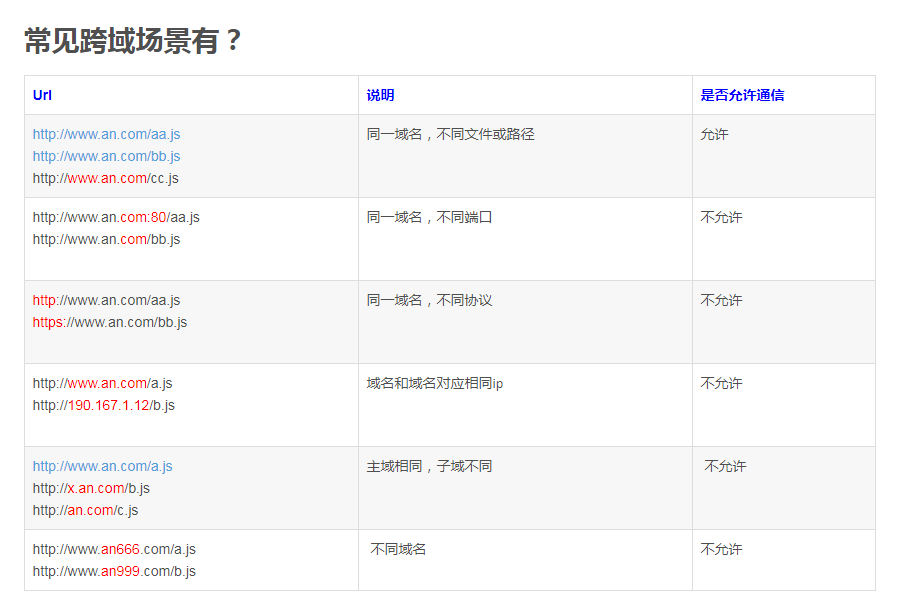 常见跨域场景有？
Url 说明 是否允许通信
http://www.an.com/aa.js 同一域名，不同文件或路径 允许
http://www.an.com/bb.js
http://www.an.com/cc.js
http://www.an.com:80/aa.js 同一域名，不同端口 不允许
http://www.an.com/bb.js
http://www.an.com/aa.js 同一域名，不同协议 不允许
https://www.an.com/bb.js
http://www.an.com/a.js 域名和域名对应相同ip 不允许
http://190.167.1.12/b.js
http://www.an.com/a.js 主域相同，子域不同 不允许
http://x.an.com/b.js
http://an.com/c.js
http://www.an666.com/a.js 不同域名 不允许
http://www.an999.com/b.js